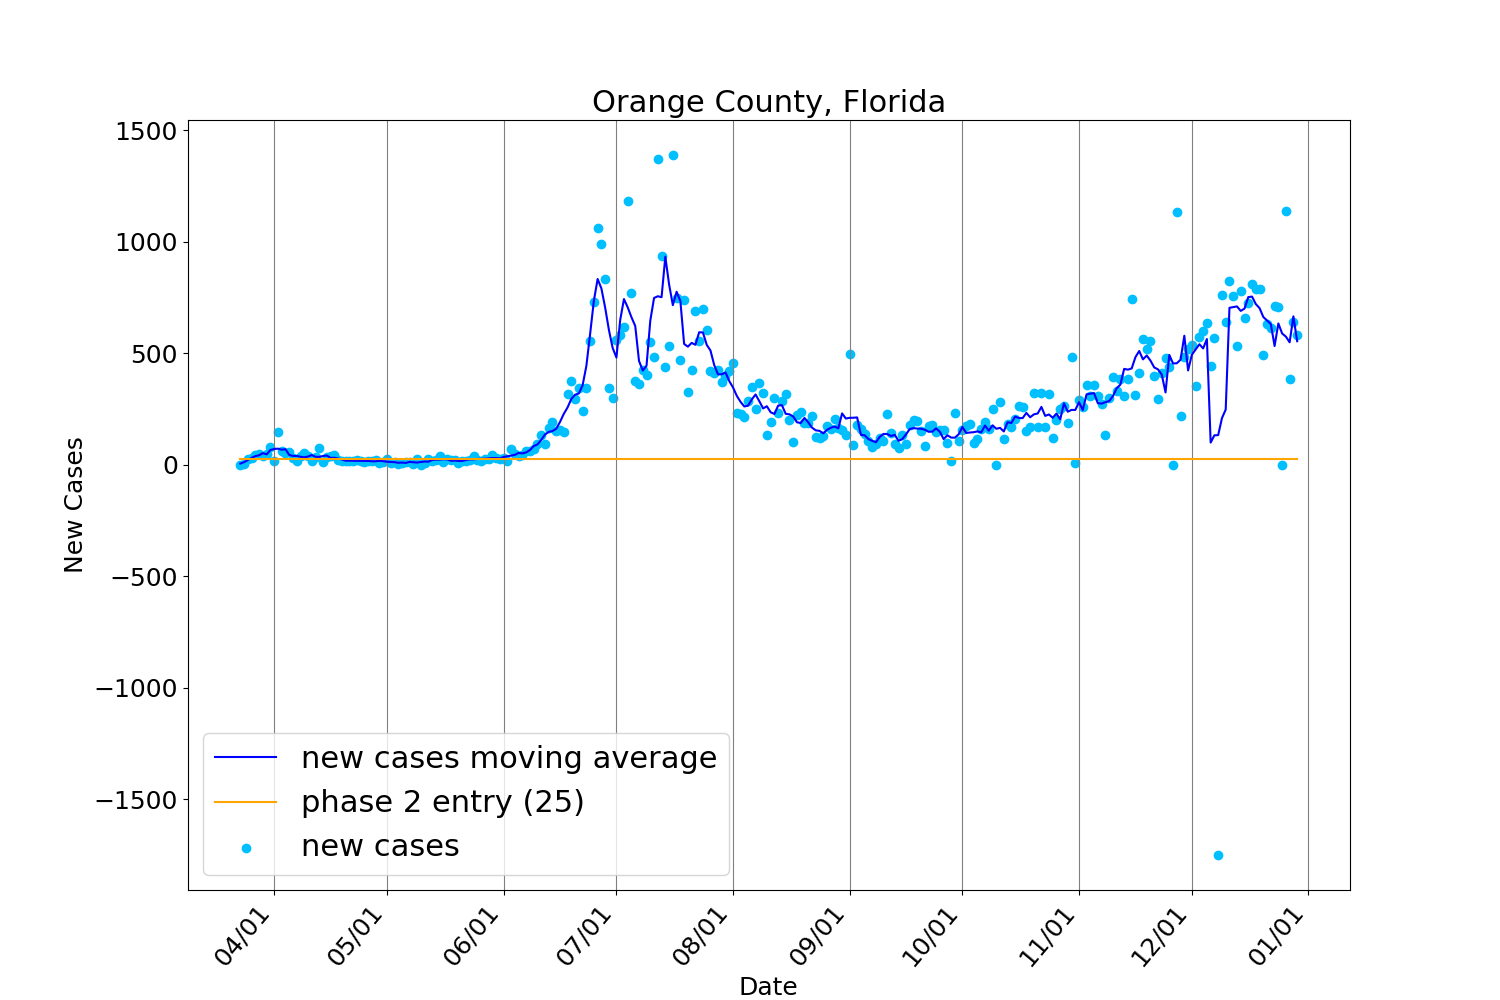 Orange County, Florida
1500
1000
500
0
−500
−1000
−1500
New Cases
new cases moving average
phase 2 entry (25)
new cases
04/01
05/01
06/01
07/01
08/01
09/01
10/01
11/01
12/01
01/01
Date